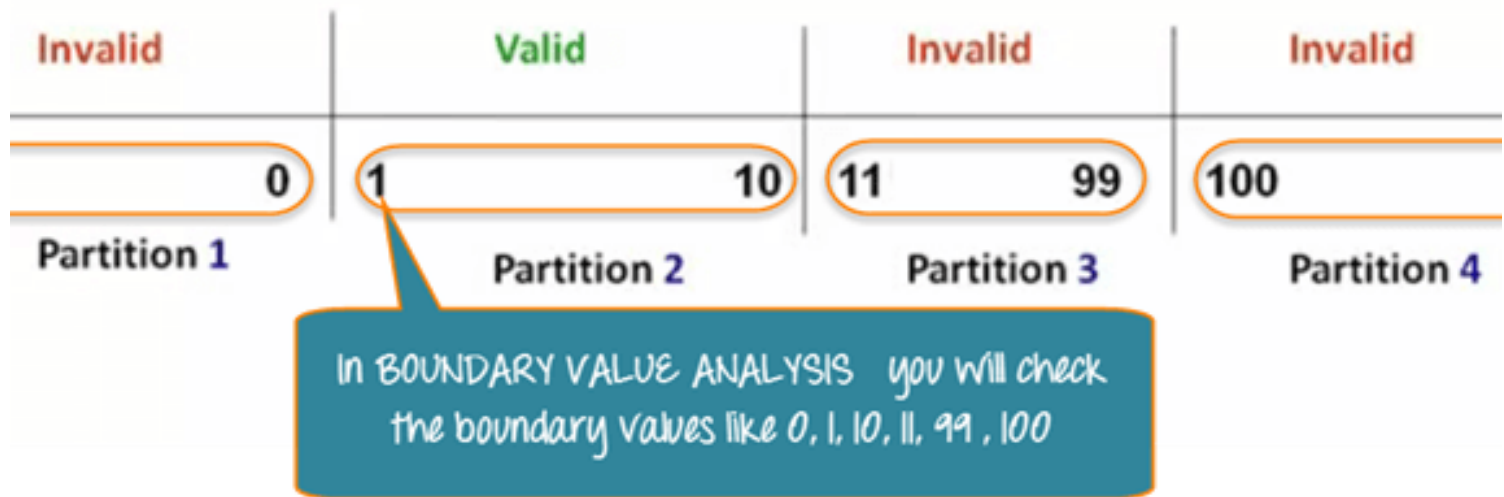 Invalid Valid Invalid Invalid
0 1 10 11 99 100
Partition 1 Partition 2 Partition 3 Partition 4
In BOUNDARY VALUE ANALYSIS you will check
the boundary values like 0, 1, 10, 11, 99 , 100